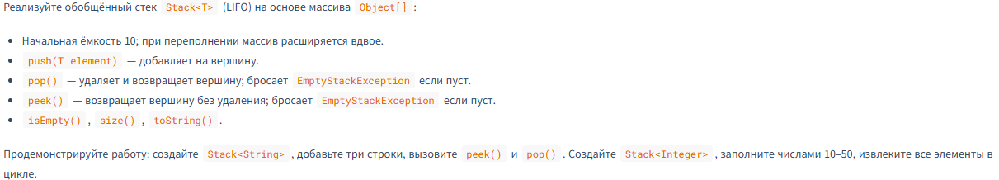 Реализуйте обобщённый стек Stack<T> (LIFO) на основе массива Object[] :
• Начальная ёмкость 10; при переполнении массив расширяется вдвое.
• push(T element) — добавляет на вершину.
• pop() — удаляет и возвращает вершину; бросает EmptyStackException если пуст.
• peek() — возвращает вершину без удаления; бросает EmptyStackException если пуст.
• isEmpty() , size() , toString() .
Продемонстрируйте работу: создайте Stack<String> , добавьте три строки, вызовите peek() и pop() . Создайте Stack<Integer> , заполните числами 10–50, извлеките все элементы в
цикле.